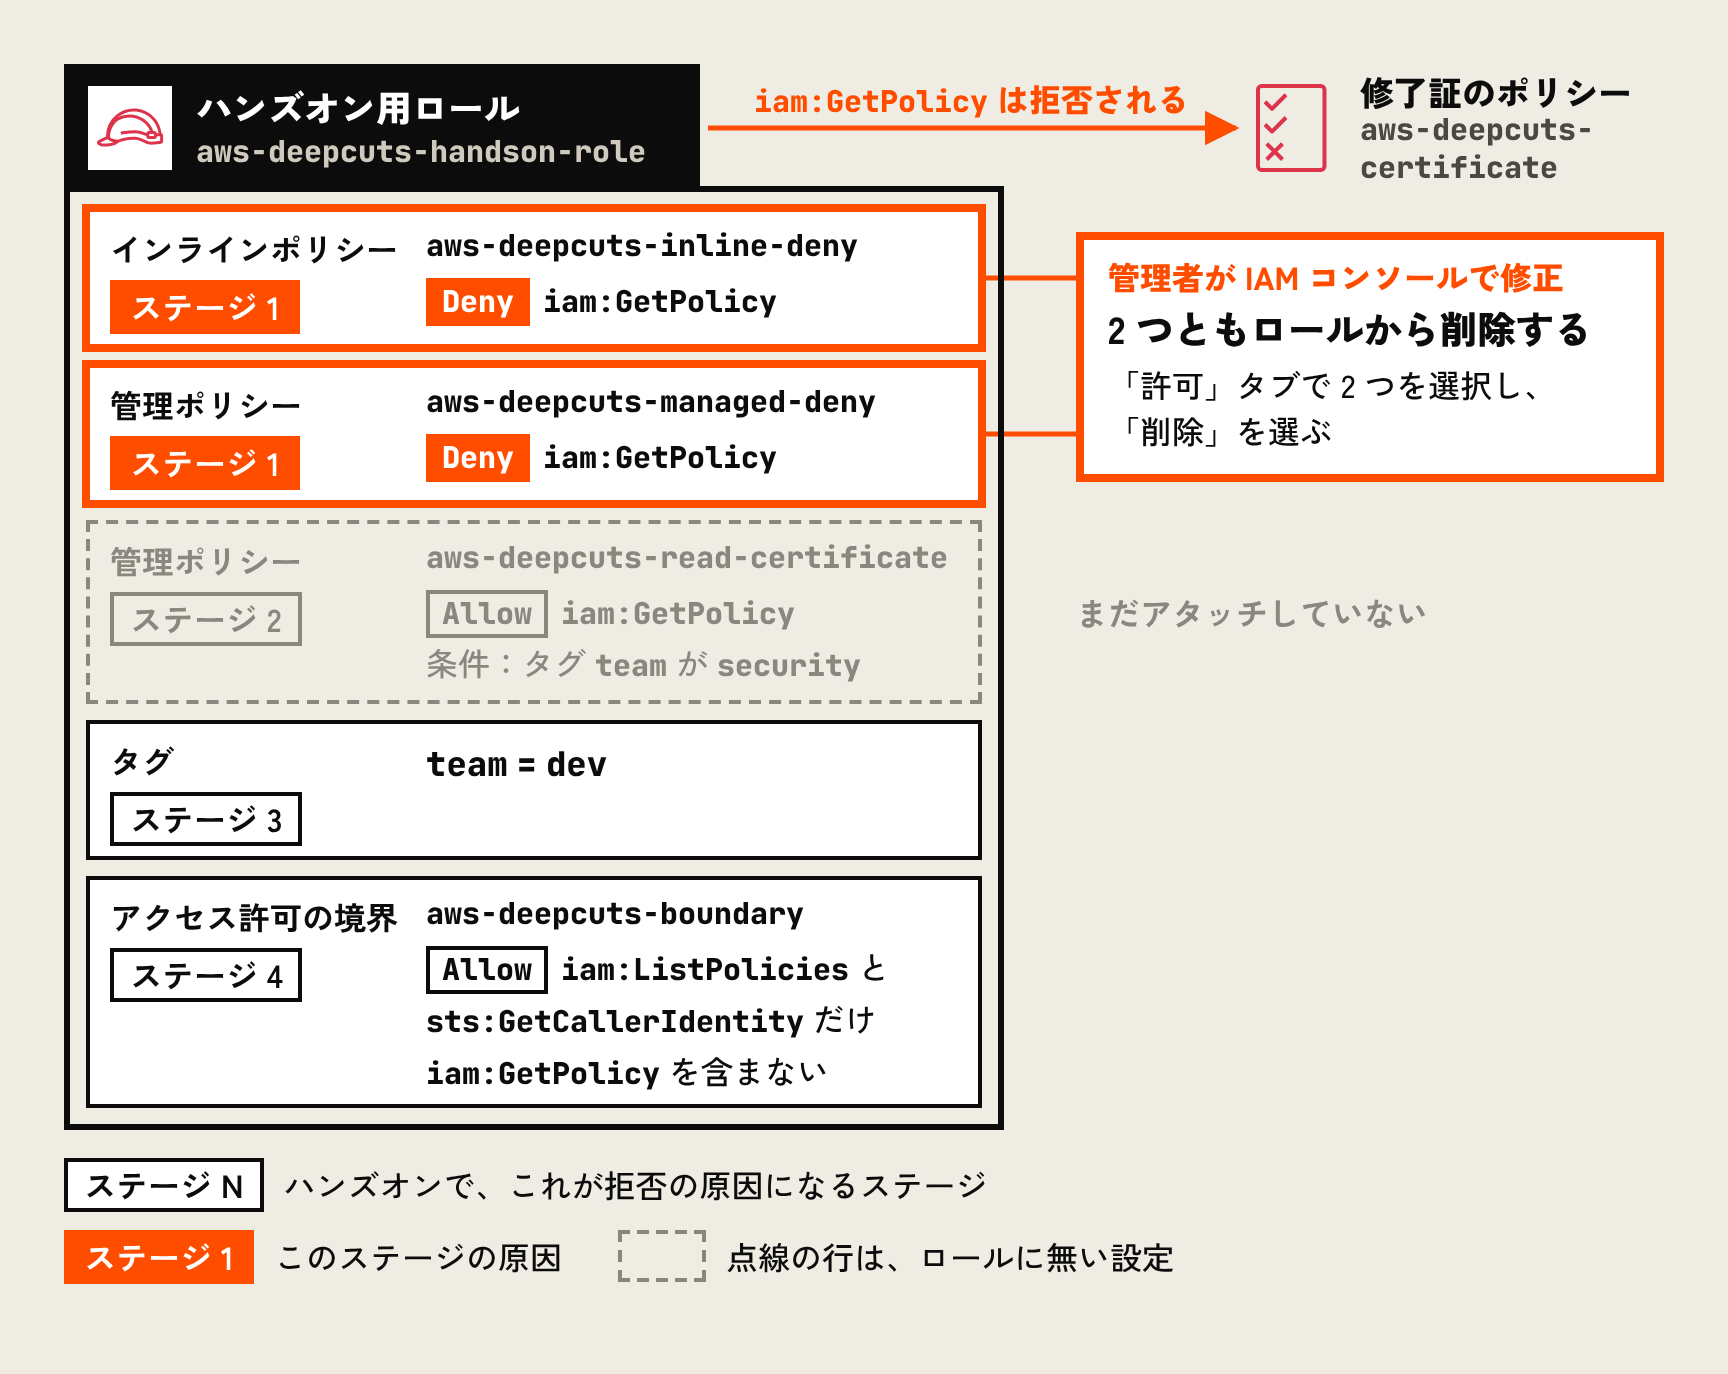 ハンズオン用ロール
aws-deepcuts-handson-role
iam:GetPolicy は拒否される
修了証のポリシー
aws-deepcuts-
certificate
インラインポリシー
ステージ 1
aws-deepcuts-inline-deny
Deny iam:GetPolicy
管理ポリシー
ステージ 1
aws-deepcuts-managed-deny
Deny iam:GetPolicy
管理者が IAM コンソールで修正
2 つともロールから削除する
「許可」タブで 2 つを選択し、
「削除」を選ぶ
管理ポリシー
ステージ 2
aws-deepcuts-read-certificate
Allow iam:GetPolicy
条件：タグ team が security
まだアタッチしていない
タグ
ステージ 3
team = dev
アクセス許可の境界
ステージ 4
aws-deepcuts-boundary
Allow iam:ListPolicies と
sts:GetCallerIdentity だけ
iam:GetPolicy を含まない
ステージ N ハンズオンで、これが拒否の原因になるステージ
ステージ 1 このステージの原因
点線の行は、ロールに無い設定